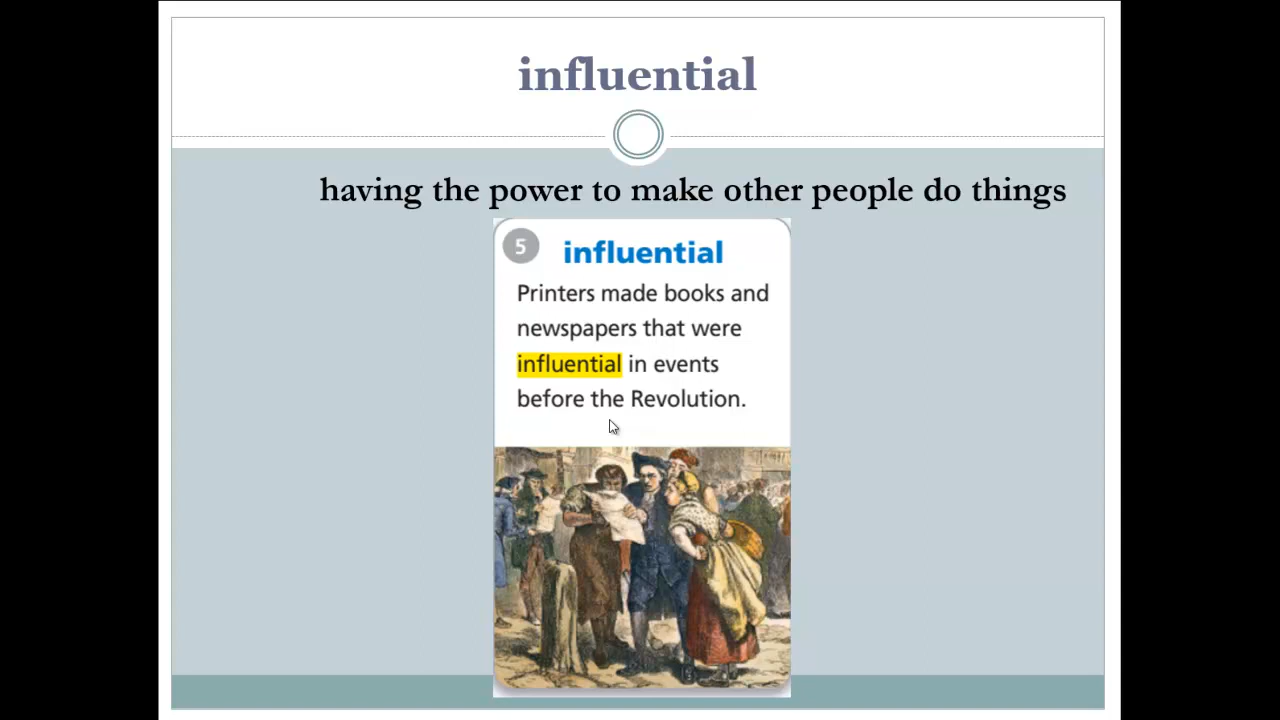 influential
having the power to make other people do things
5
influential
Printers made books and
newspapers that were
influential in events
before the Revolution.